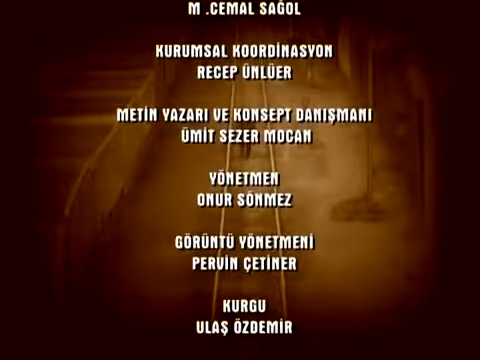 M .CEMAL SAĞOL
KURUMSAL KOORDİNASYON
RECEP ÜNLÜER
METİN YAZARI VE KONSEPT DANIŞMANI
ÜMİT SEZER MOCAN
YÖNETMEN
ONUR SÖNMEZ
GÖRÜNTÜ YÖNETMENİ
PERVİN ÇETİNER
KURGU
ULAŞ ÖZDEMİR